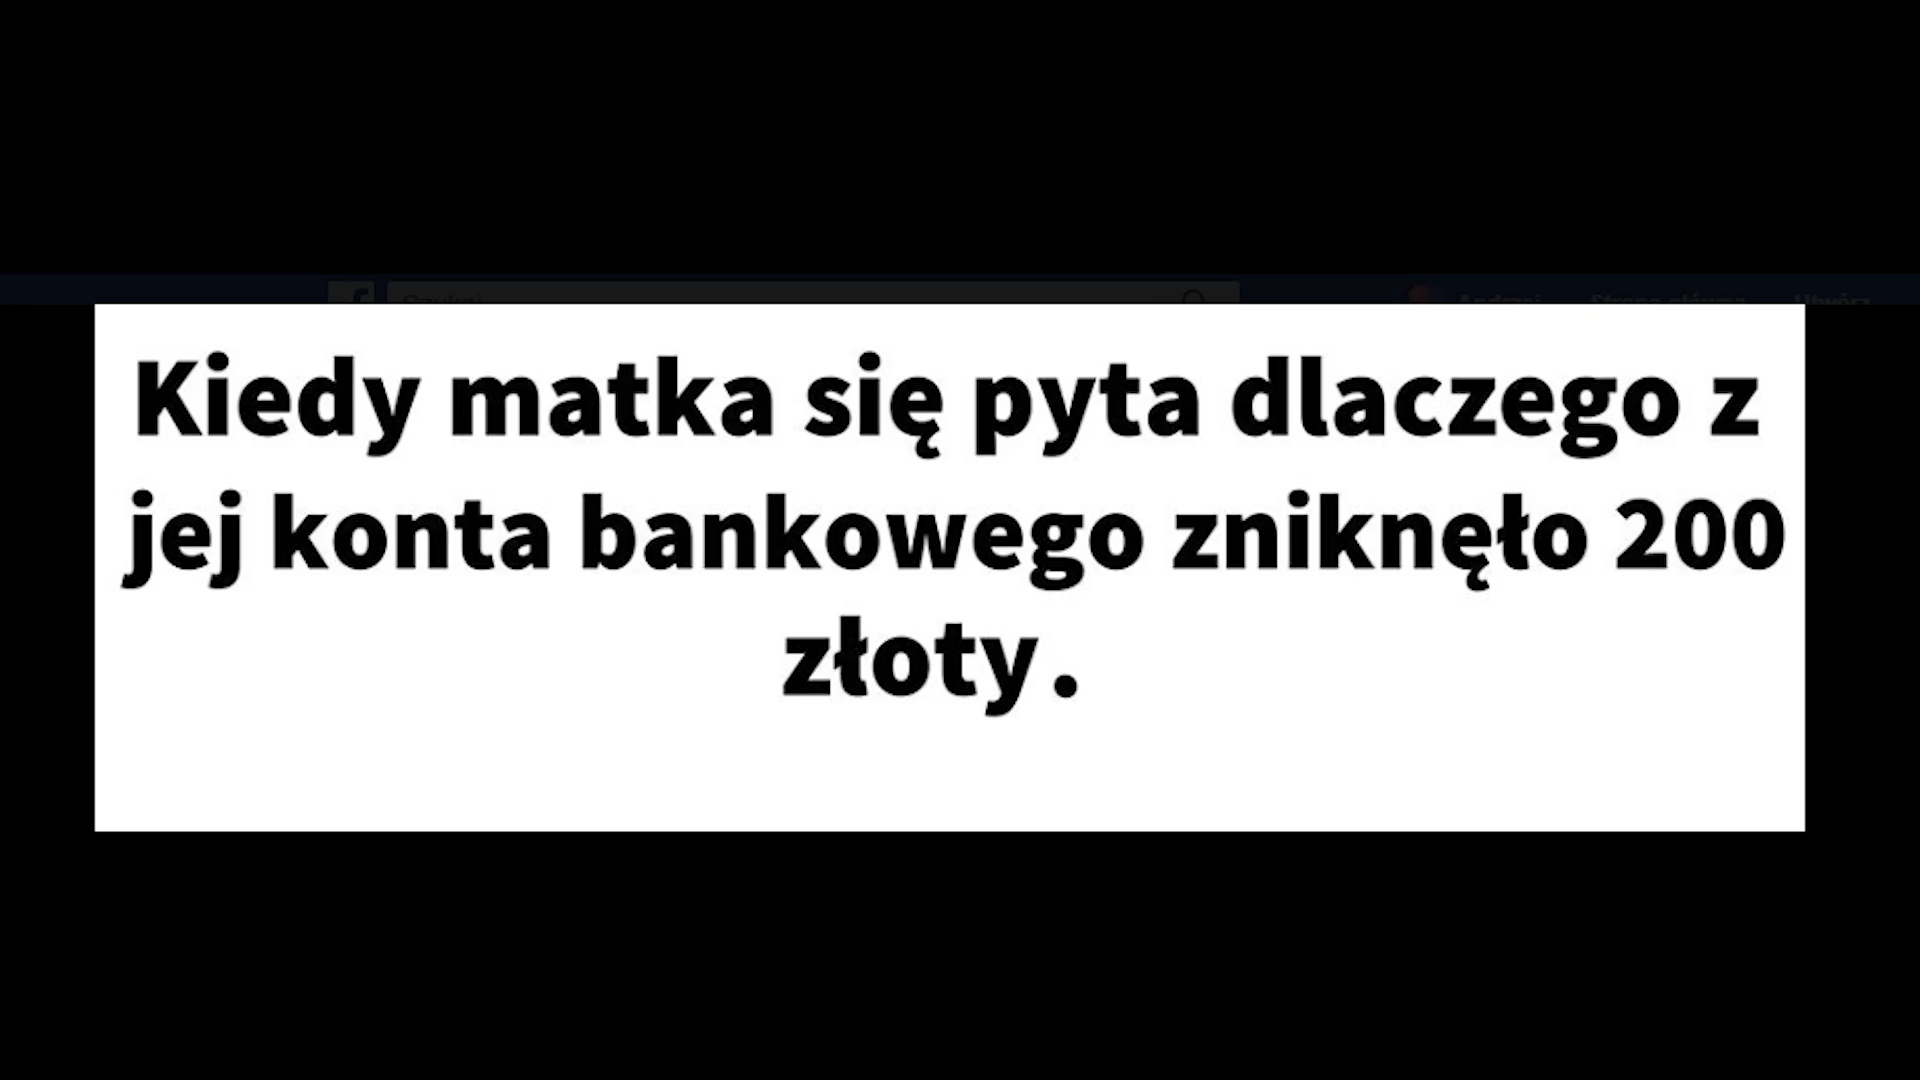 Kiedy matka się pyta dlaczego z
jej konta bankowego zniknęło 200
złoty.